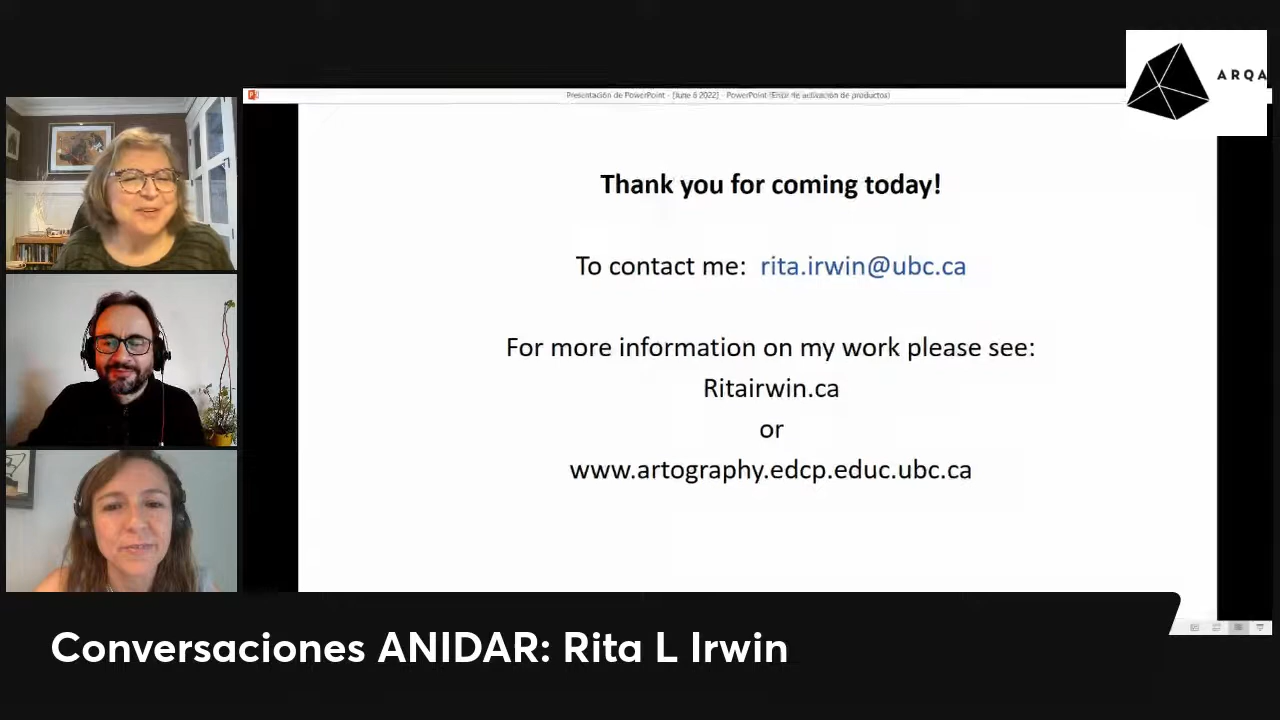 ARQA
Presentación de PowerPoint - [June 6 2022] - PowerPoint (Error de activación de productos)
Thank you for coming today!
To contact me: rita.irwin@ubc.ca
For more information on my work please see:
Ritairwin.ca
or
www.artography.edcp.educ.ubc.ca
Conversaciones ANIDAR: Rita L Irwin